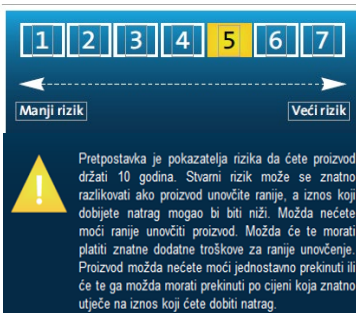 1 2 3 4 5 6 7
Manji rizik Veći rizik
Pretpostavka je pokazatelja rizika da ćete proizvod
držati 10 godina. Stvarni rizik može se znatno
razlikovati ako proizvod unovčite ranije, a iznos koji
dobijete natrag mogao bi biti niži. Možda nećete
moći ranije unovčiti proizvod. Možda će te morati
platiti znatne dodatne troškove za ranije unovčenje.
Proizvod možda nećete moći jednostavno prekinuti ili
će te ga možda morati prekinuti po cijeni koja znatno
utječe na iznos koji ćete dobiti natrag.